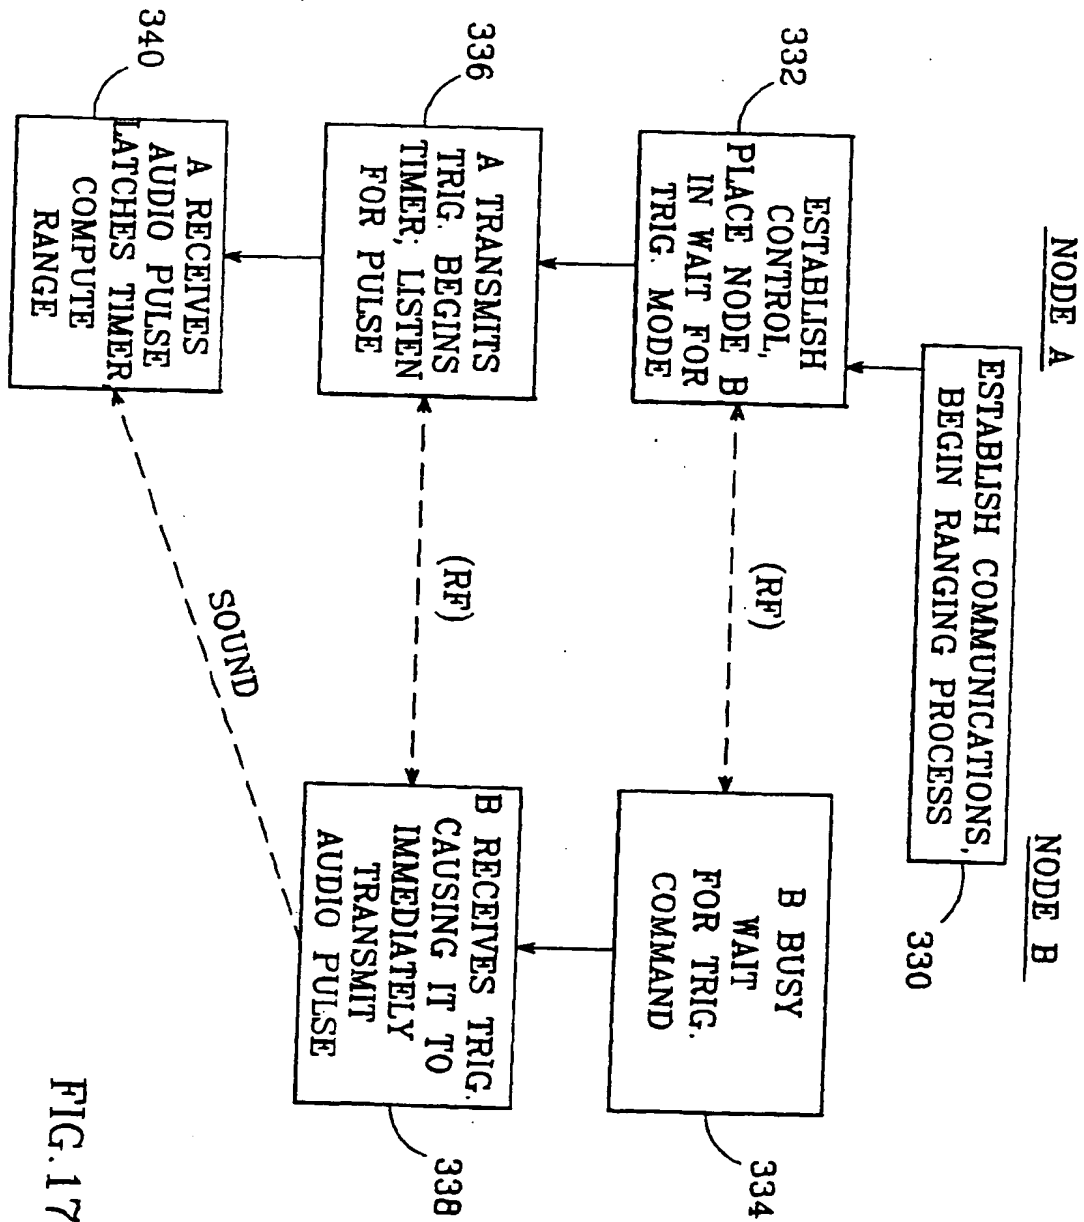 NODE A
NODE B
ESTABLISH COMMUNICATIONS,
BEGIN RANGING PROCESS
330
332
ESTABLISH
CONTROL,
PLACE NODE B
IN WAIT FOR
TRIG. MODE
(RF)
B BUSY
WAIT
FOR TRIG.
COMMAND
334
336
A TRANSMITS
TRIG. BEGINS
TIMER; LISTEN
FOR PULSE
(RF)
B RECEIVES TRIG.
CAUSING IT TO
IMMEDIATELY
TRANSMIT
AUDIO PULSE
338
340
A RECEIVES
AUDIO PULSE
LATCHES TIMER
COMPUTE
RANGE
SOUND
FIG.17